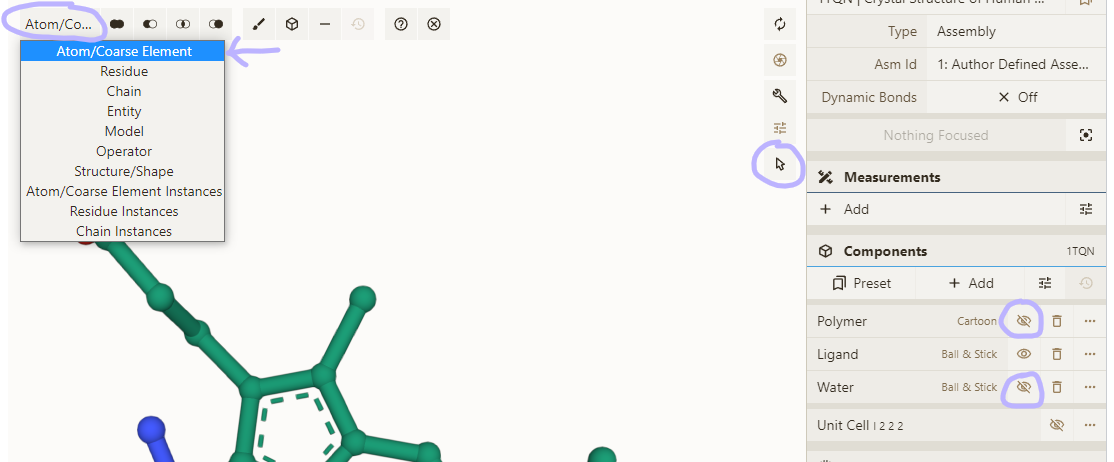 Atom/Co...
Atom/Coarse Element
Residue
Chain
Entity
Model
Operator
Structure/Shape
Atom/Coarse Element Instances
Residue Instances
Chain Instances
1TQN | Crystal Structure of Human ...
Type Assembly
Asm Id 1: Author Defined Asse...
Dynamic Bonds Off
Nothing Focused
Measurements
Add
Components 1TQN
Preset Add
Polymer Cartoon
Ligand Ball & Stick
Water Ball & Stick
Unit Cell I 2 2 2